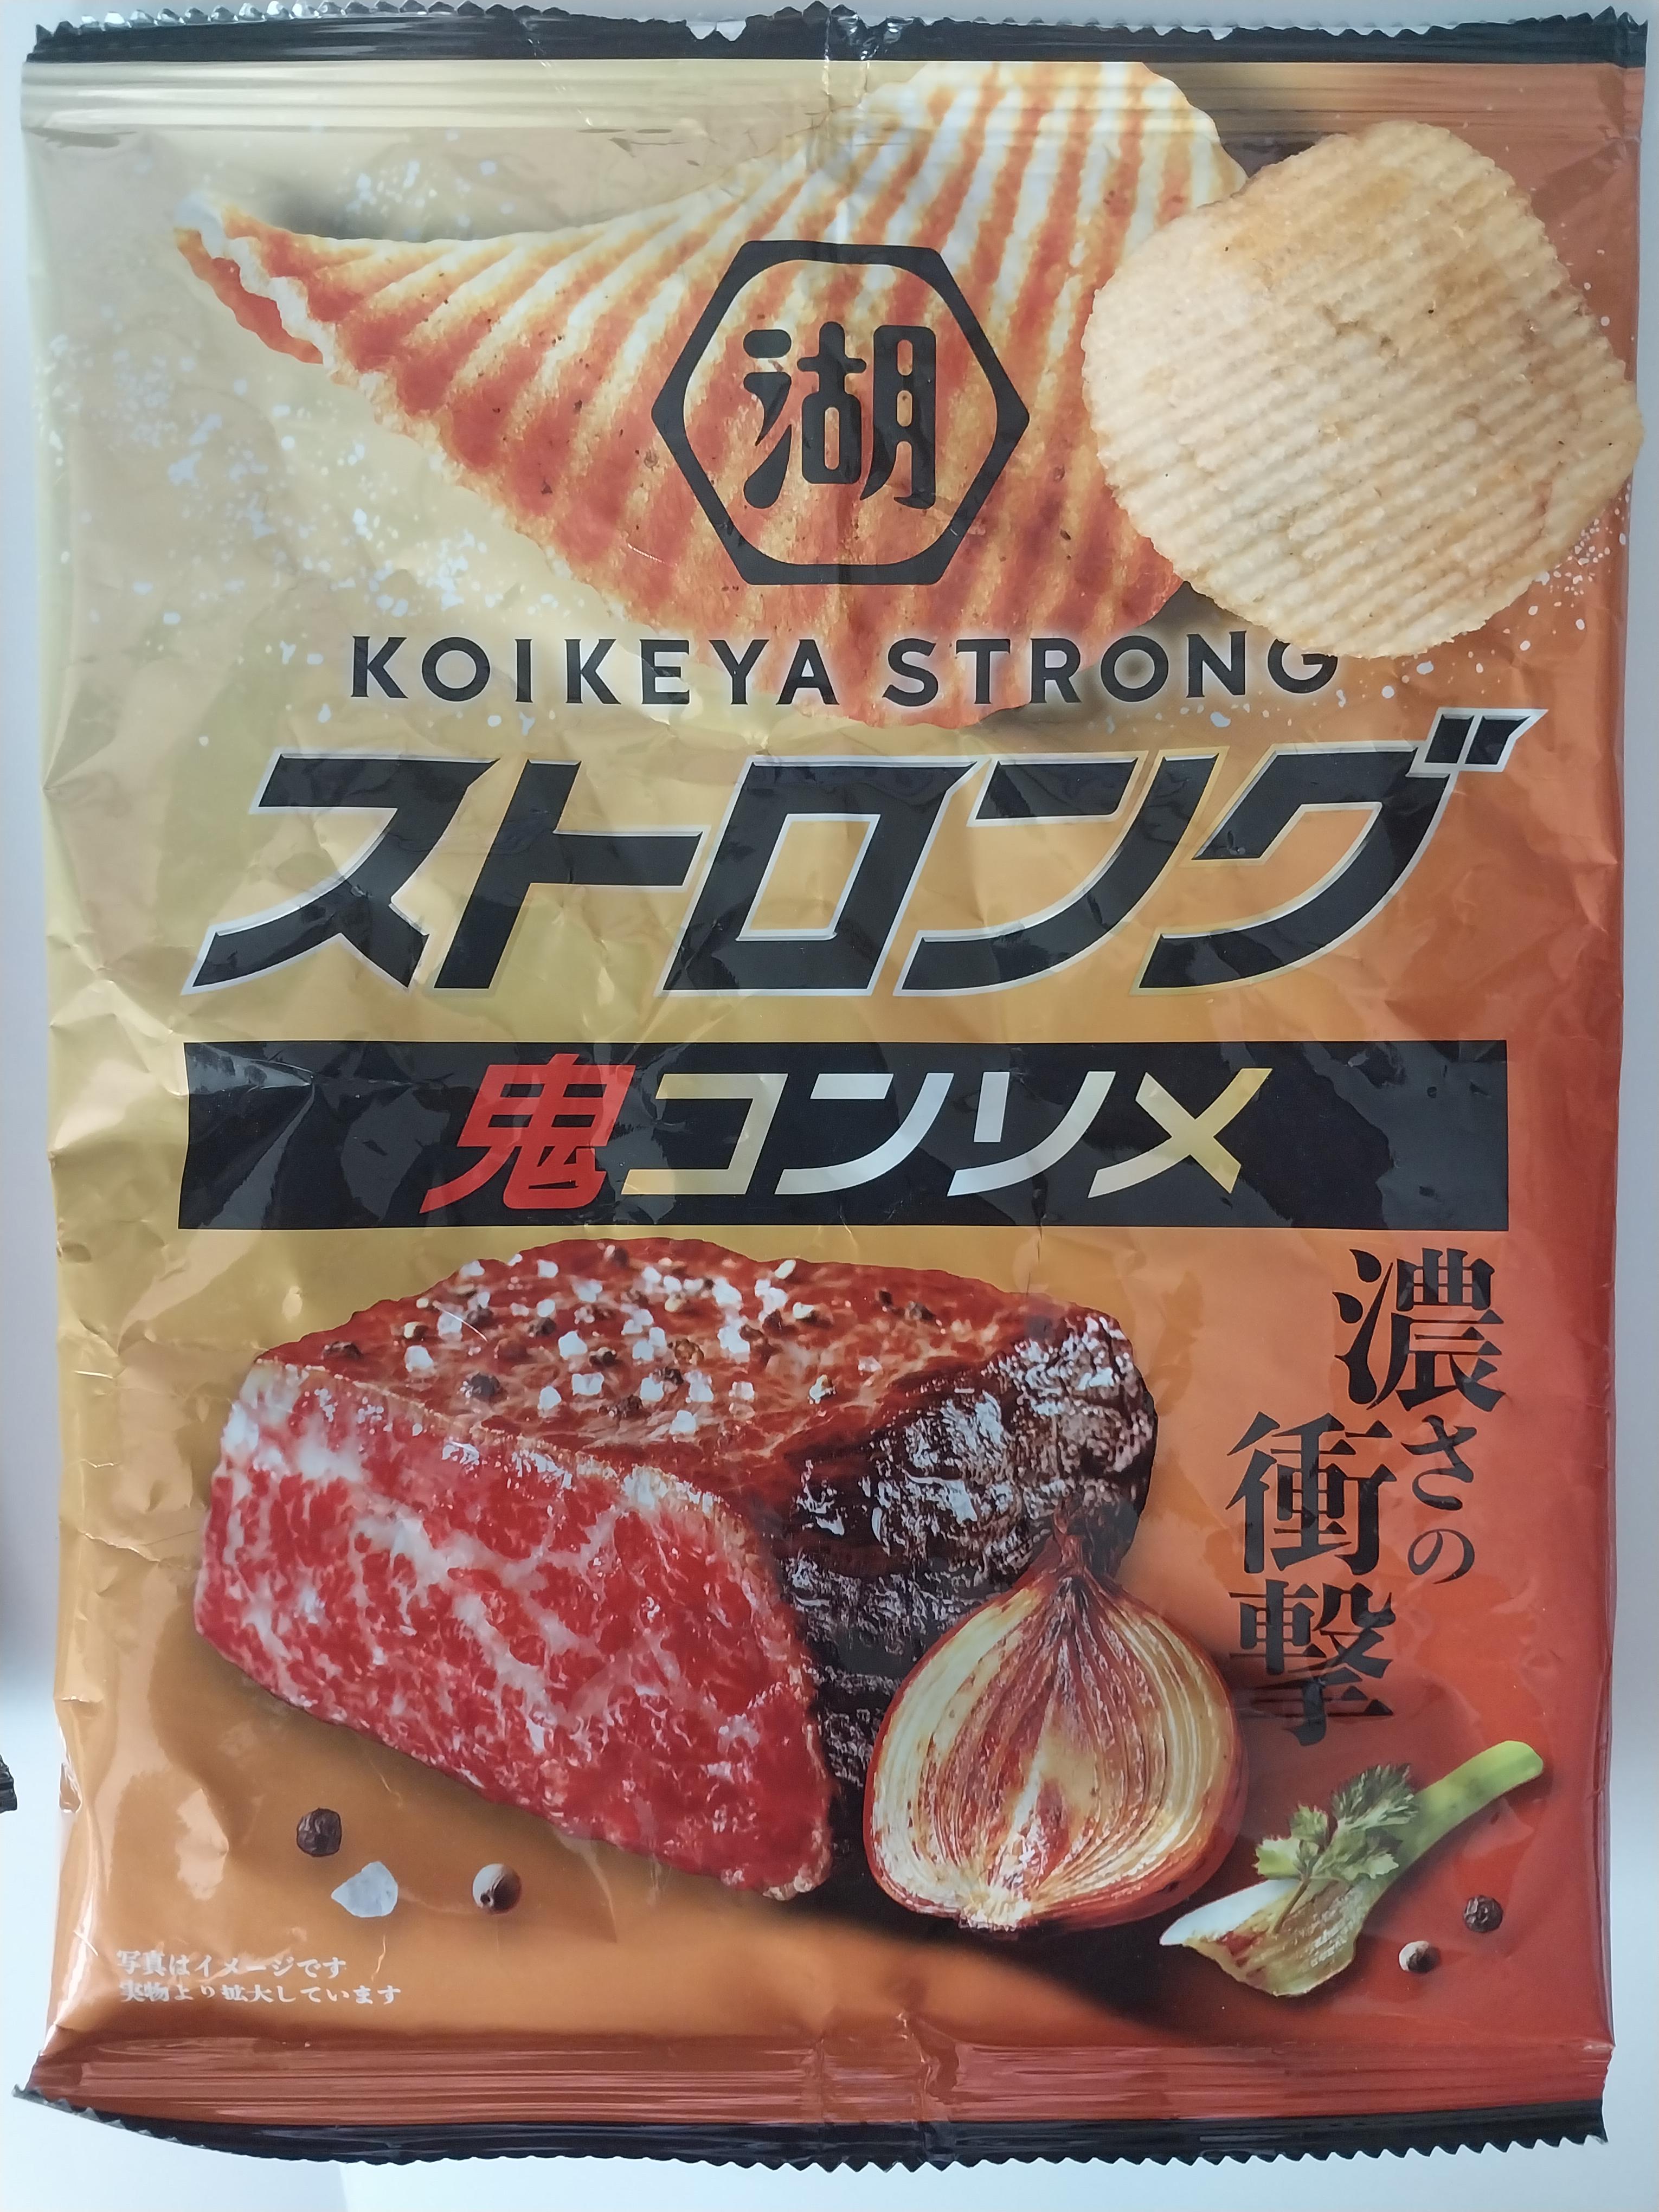 湖
KOIKEYA STRONG
ストロング
鬼コンソメ
濃さの
衝撃
写真はイメージです
実物より拡大しています